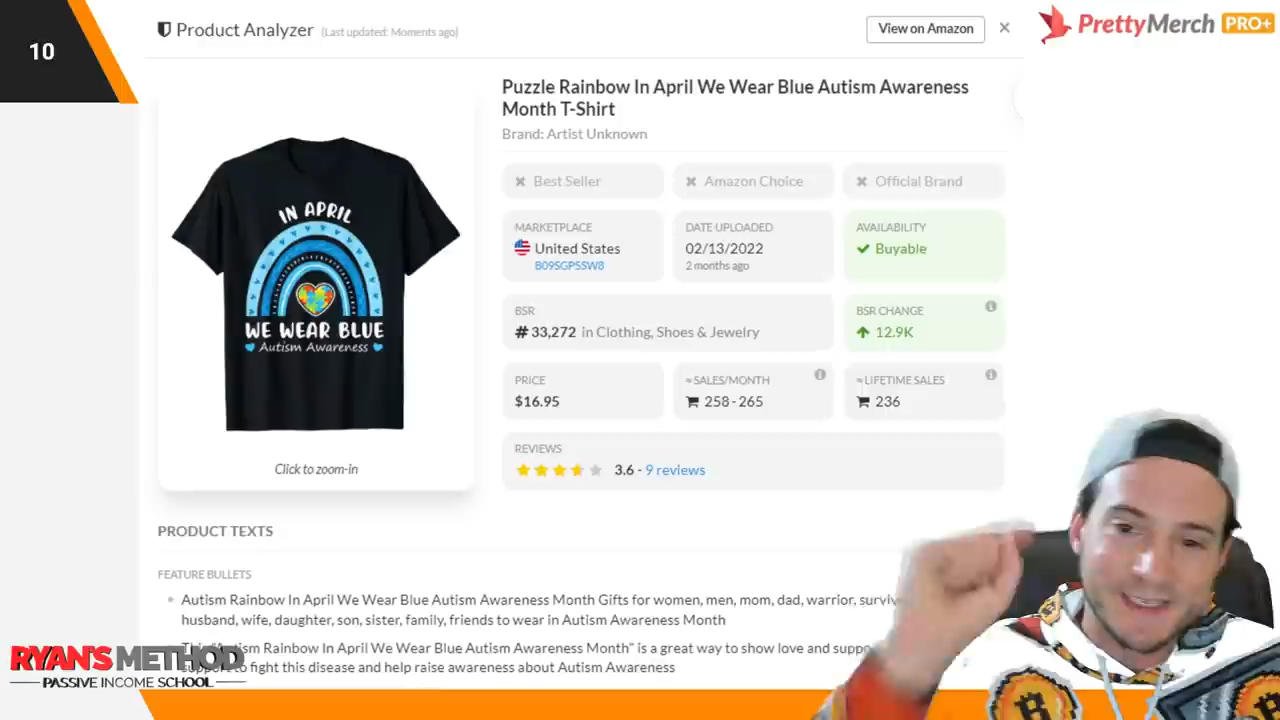 10
Product Analyzer (Last updated: Moments ago)
View on Amazon
PrettyMerch PRO+
Puzzle Rainbow In April We Wear Blue Autism Awareness
Month T-Shirt
Brand: Artist Unknown
Best Seller
Amazon Choice
Official Brand
MARKETPLACE
United States
B09SGPSSW8
DATE UPLOADED
02/13/2022
2 months ago
AVAILABILITY
Buyable
IN APRIL
WE WEAR BLUE
Autism Awareness
BSR
# 33,272 in Clothing, Shoes & Jewelry
BSR CHANGE
12.9K
PRICE
$16.95
≈ SALES/MONTH
258 - 265
≈ LIFETIME SALES
236
REVIEWS
3.6 - 9 reviews
Click to zoom-in
PRODUCT TEXTS
FEATURE BULLETS
Autism Rainbow In April We Wear Blue Autism Awareness Month Gifts for women, men, mom, dad, warrior,
husband, wife, daughter, son, sister, family, friends to wear in Autism Awareness Month
"Autism Rainbow In April We Wear Blue Autism Awareness Month" is a great way to show love and
to fight this disease and help raise awareness about Autism Awareness
RYAN'S METHOD
PASSIVE INCOME SCHOOL